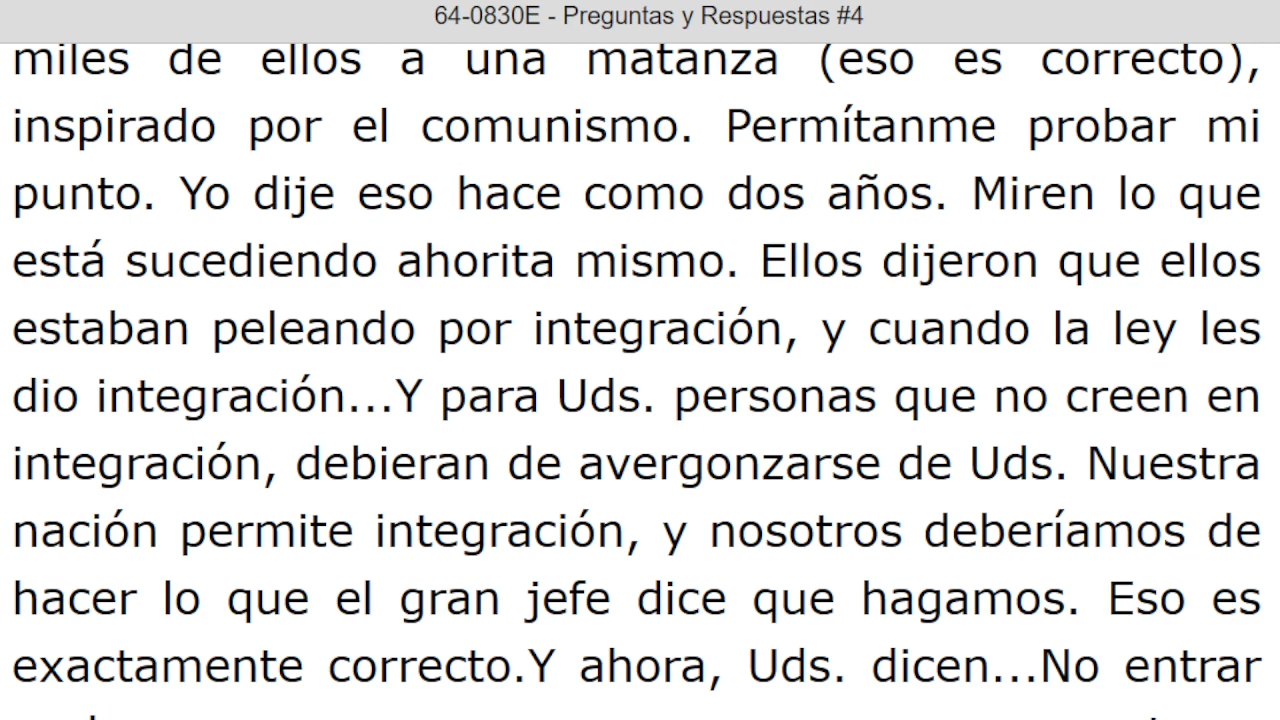 64-0830E - Preguntas y Respuestas #4
miles de ellos a una matanza (eso es correcto),
inspirado por el comunismo. Permítanme probar mi
punto. Yo dije eso hace como dos años. Miren lo que
está sucediendo ahorita mismo. Ellos dijeron que ellos
estaban peleando por integración, y cuando la ley les
dio integración...Y para Uds. personas que no creen en
integración, debieran de avergonzarse de Uds. Nuestra
nación permite integración, y nosotros deberíamos de
hacer lo que el gran jefe dice que hagamos. Eso es
exactamente correcto.Y ahora, Uds. dicen...No entrar